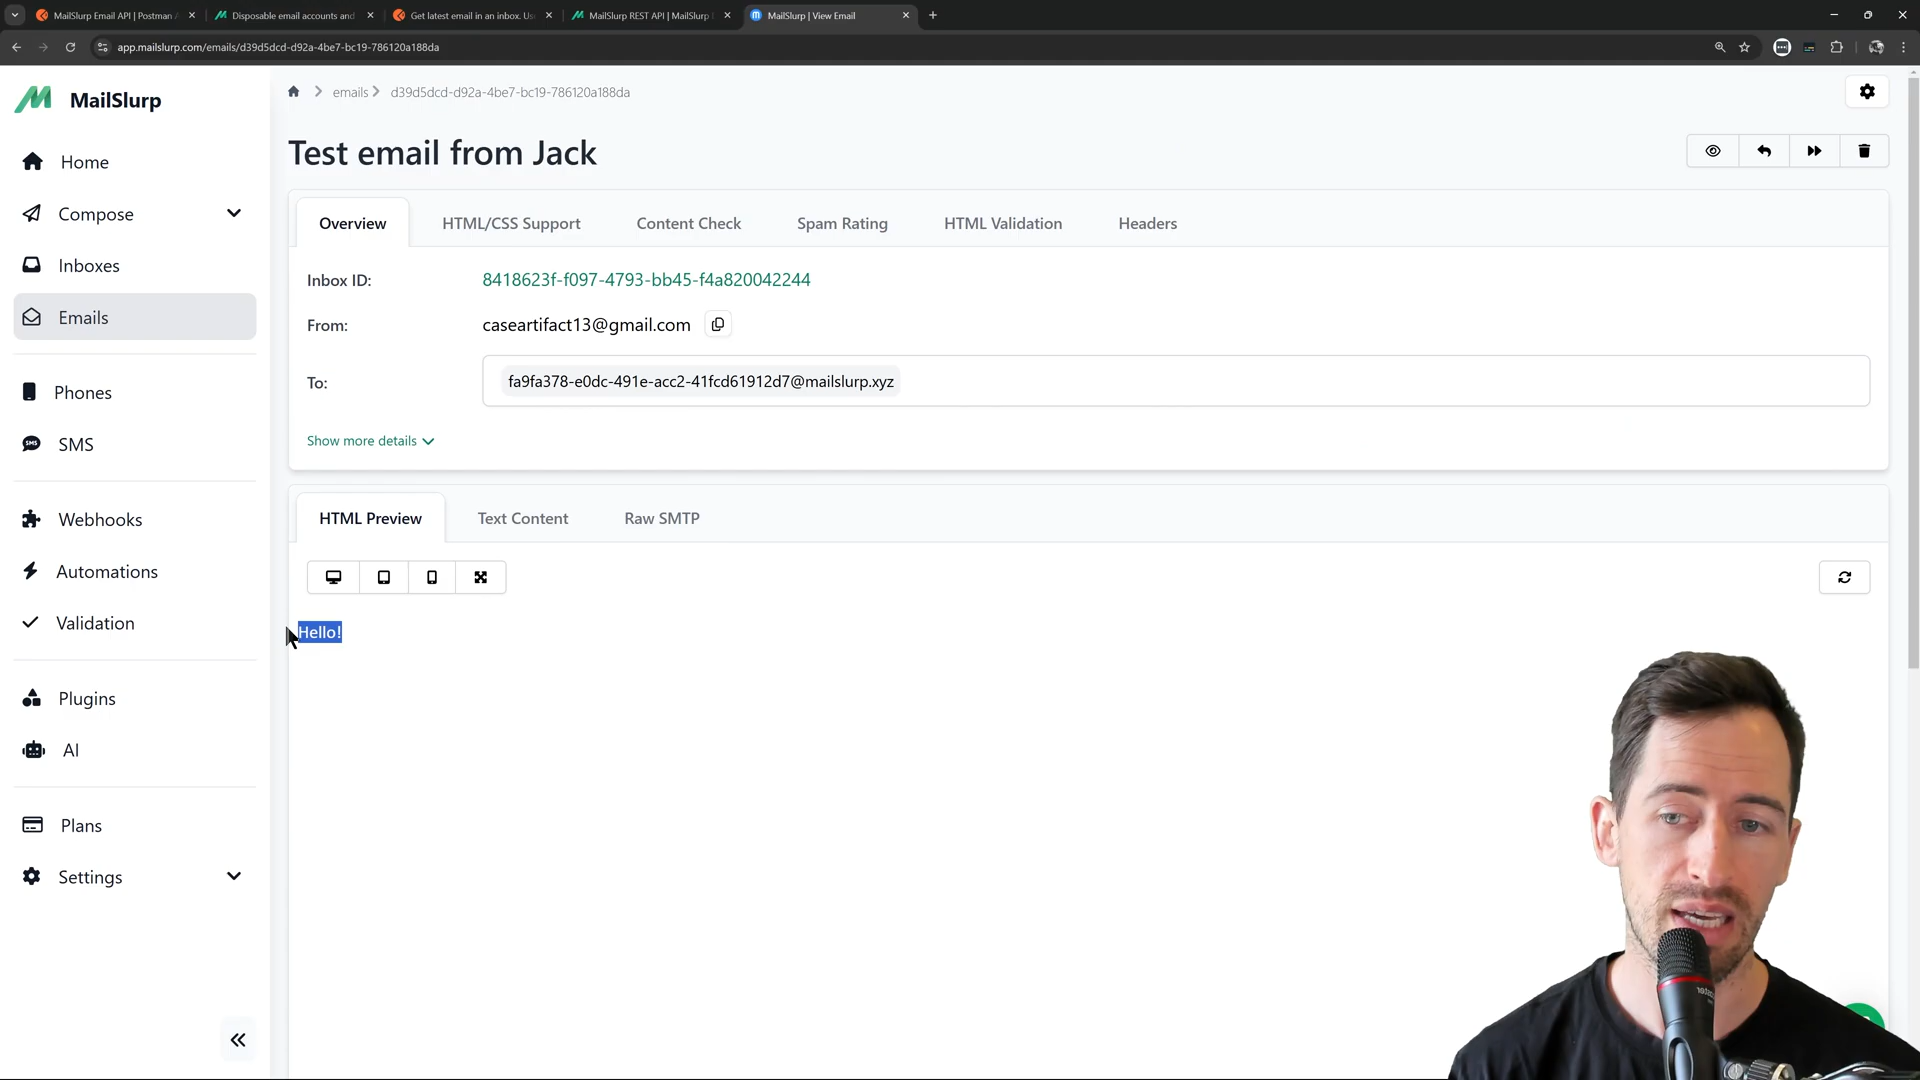 MailSlurp Email API | Postman A
Disposable email accounts and
Get latest email in an inbox. Us
MailSlurp REST API | MailSlurp
MailSlurp | View Email
app.mailslurp.com/emails/d39d5dcd-d92a-4be7-bc19-786120a188da
MailSlurp
emails
d39d5dcd-d92a-4be7-bc19-786120a188da
Home
Compose
Inboxes
Emails
Phones
SMS
SMS
Webhooks
Automations
Validation
Plugins
AI
Plans
Settings
Test email from Jack
Overview
HTML/CSS Support
Content Check
Spam Rating
HTML Validation
Headers
Inbox ID:
8418623f-f097-4793-bb45-f4a820042244
From:
caseartifact13@gmail.com
To:
fa9fa378-e0dc-491e-acc2-41fcd61912d7@mailslurp.xyz
Show more details
HTML Preview
Text Content
Raw SMTP
Hello!